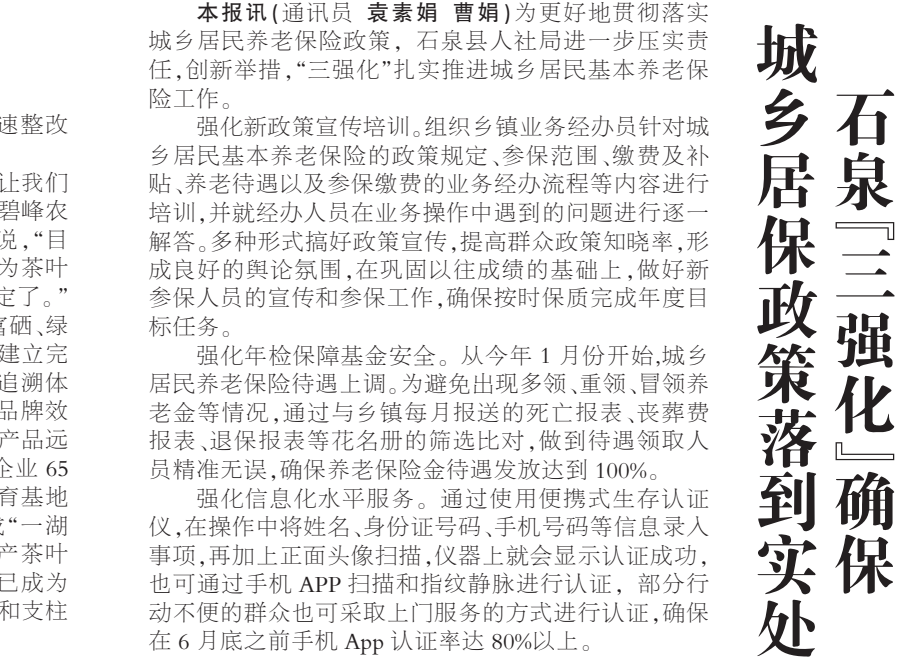 石泉『三强化』确保
城乡居保政策落到实处
本报讯(通讯员 袁素娟 曹娟)为更好地贯彻落实
城乡居民养老保险政策，石泉县人社局进一步压实责
任,创新举措,“三强化”扎实推进城乡居民基本养老保
险工作。
强化新政策宣传培训。组织乡镇业务经办员针对城
乡居民基本养老保险的政策规定、参保范围、缴费及补
贴、养老待遇以及参保缴费的业务经办流程等内容进行
培训,并就经办人员在业务操作中遇到的问题进行逐一
解答。多种形式搞好政策宣传,提高群众政策知晓率,形
成良好的舆论氛围,在巩固以往成绩的基础上,做好新
参保人员的宣传和参保工作,确保按时保质完成年度目
标任务。
强化年检保障基金安全。从今年 1 月份开始,城乡
居民养老保险待遇上调。为避免出现多领、重领、冒领养
老金等情况,通过与乡镇每月报送的死亡报表、丧葬费
报表、退保报表等花名册的筛选比对,做到待遇领取人
员精准无误,确保养老保险金待遇发放达到 100%。
强化信息化水平服务。通过使用便携式生存认证
仪,在操作中将姓名、身份证号码、手机号码等信息录入
事项,再加上正面头像扫描,仪器上就会显示认证成功,
也可通过手机 APP 扫描和指纹静脉进行认证，部分行
动不便的群众也可采取上门服务的方式进行认证,确保
在 6 月底之前手机 App 认证率达 80%以上。
速整改
让我们
碧峰农
说,“目
为茶叶
定了。”
富硒、绿
建立完
追溯体
品牌效
产品远
企业 65
育基地
“一湖
产茶叶
已成为
和支柱